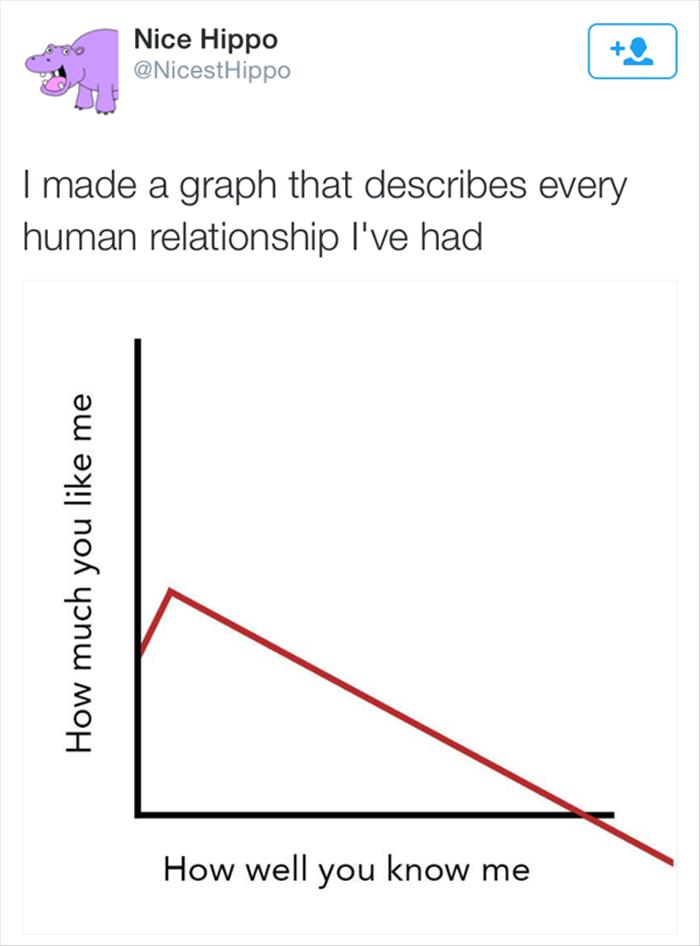 Nice Hippo
@NicestHippo
I made a graph that describes every
human relationship I've had
How much you like me
How well you know me